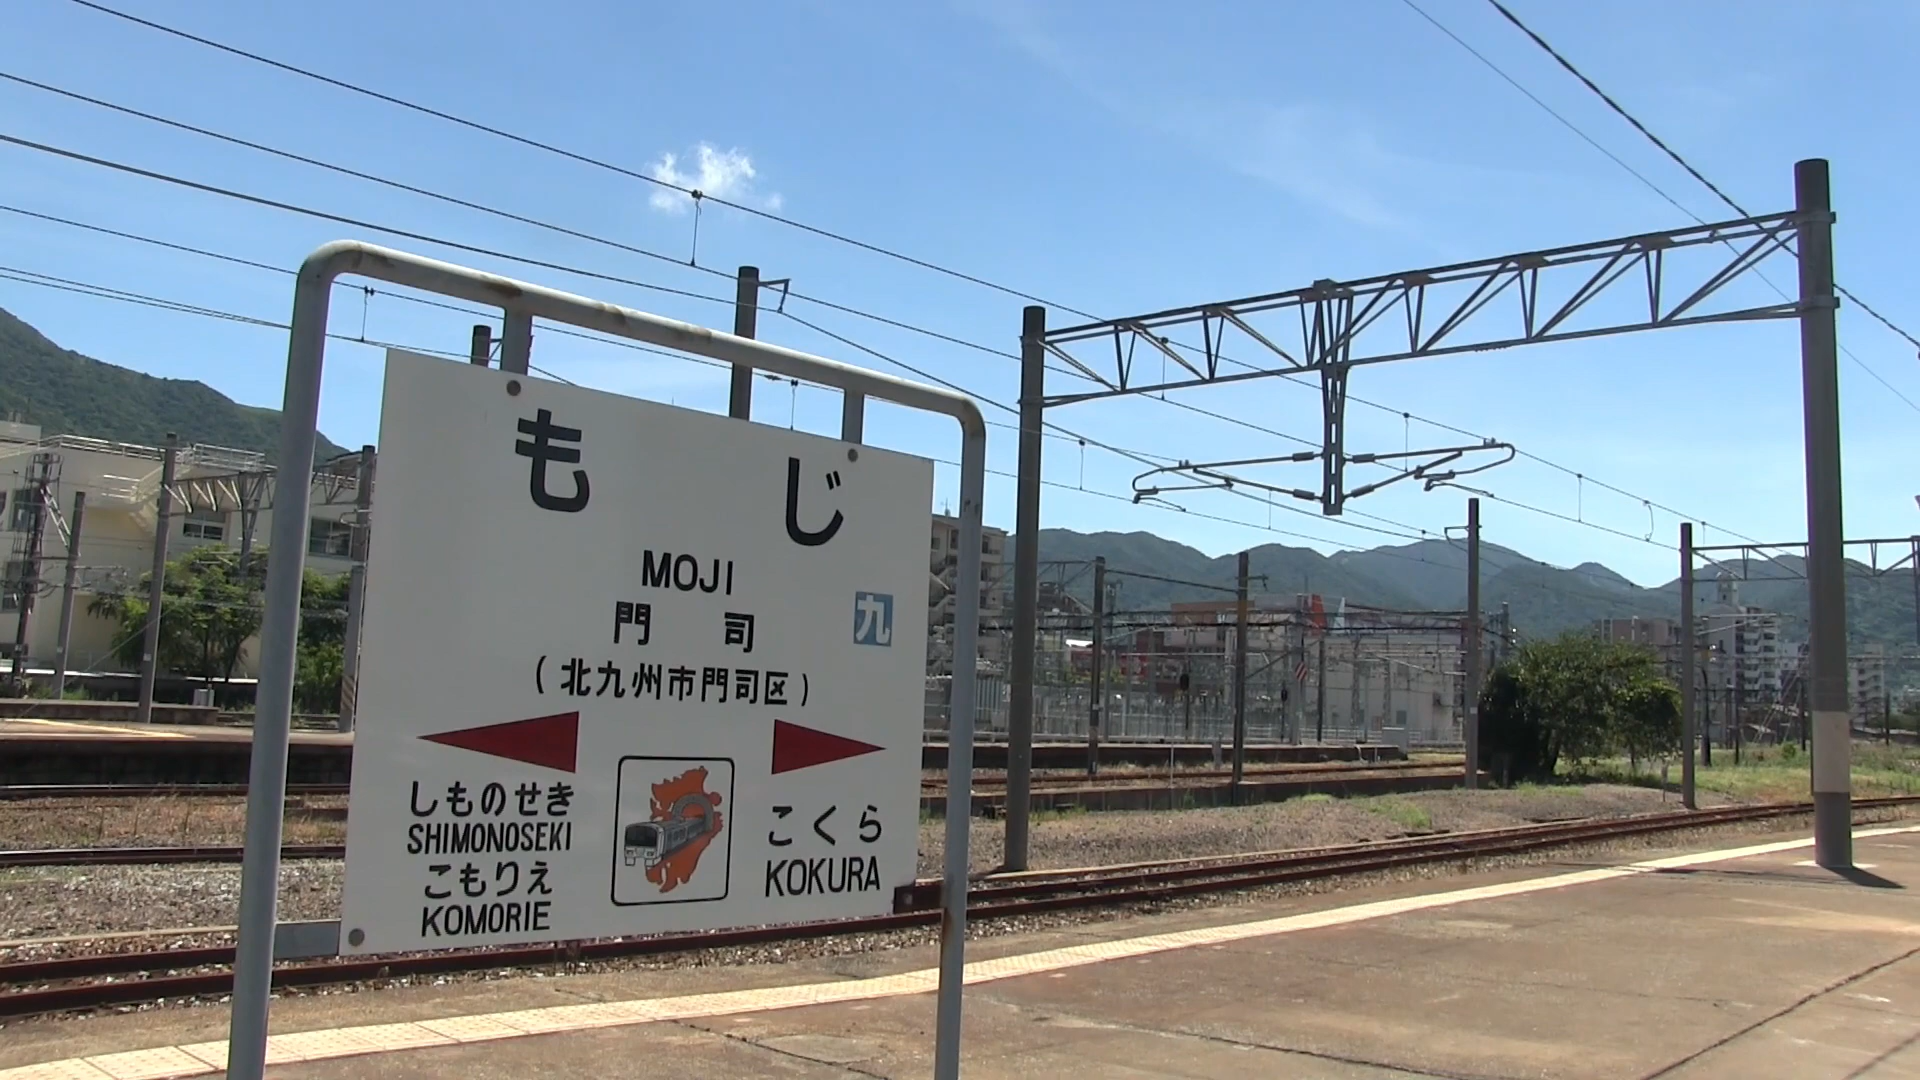 もじ
MOJI
門司
九
(北九州市門司区)
しものせき
SHIMONOSEKI
こもりえ
KOMORIE
こくら
KOKURA